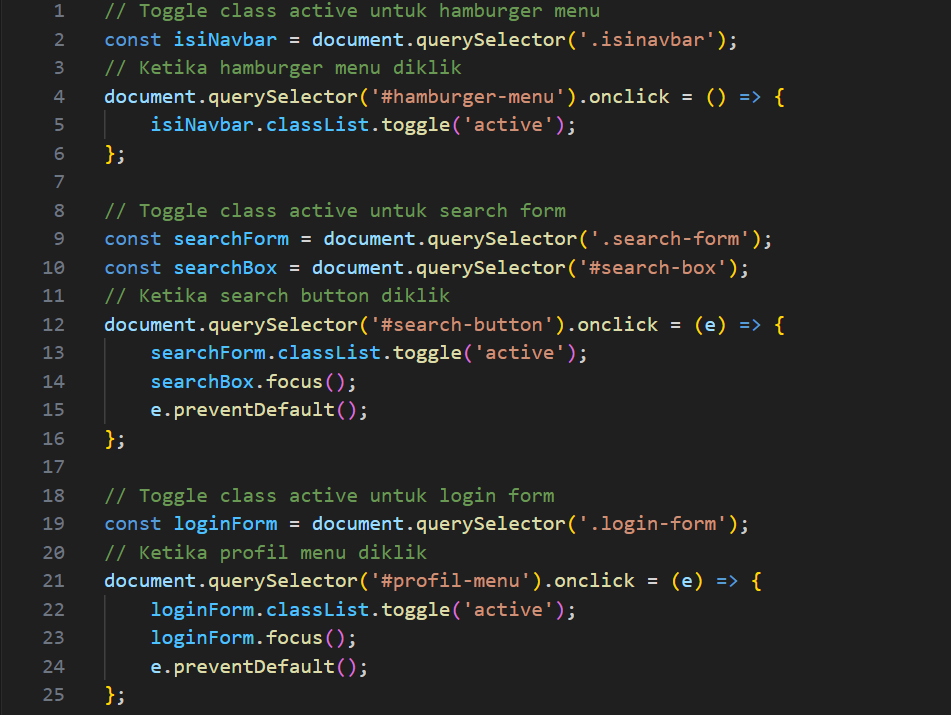 1 // Toggle class active untuk hamburger menu
2 const isiNavbar = document.querySelector('.isinavbar');
3 // Ketika hamburger menu diklik
4 document.querySelector('#hamburger-menu').onclick = () => {
5     isiNavbar.classList.toggle('active');
6 };
7
8 // Toggle class active untuk search form
9 const searchForm = document.querySelector('.search-form');
10 const searchBox = document.querySelector('#search-box');
11 // Ketika search button diklik
12 document.querySelector('#search-button').onclick = (e) => {
13     searchForm.classList.toggle('active');
14     searchBox.focus();
15     e.preventDefault();
16 };
17
18 // Toggle class active untuk login form
19 const loginForm = document.querySelector('.login-form');
20 // Ketika profil menu diklik
21 document.querySelector('#profil-menu').onclick = (e) => {
22     loginForm.classList.toggle('active');
23     loginForm.focus();
24     e.preventDefault();
25 };